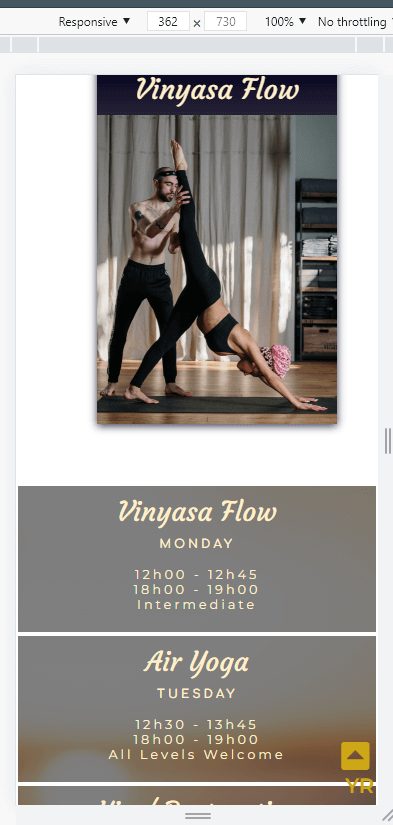 Responsive ▼ 362 × 730 100% ▼ No throttling
Vinyasa Flow
Vinyasa Flow
MONDAY
12h00 - 12h45
18h00 - 19h00
Intermediate
Air Yoga
TUESDAY
12h30 - 13h45
18h00 - 19h00
All Levels Welcome
YR